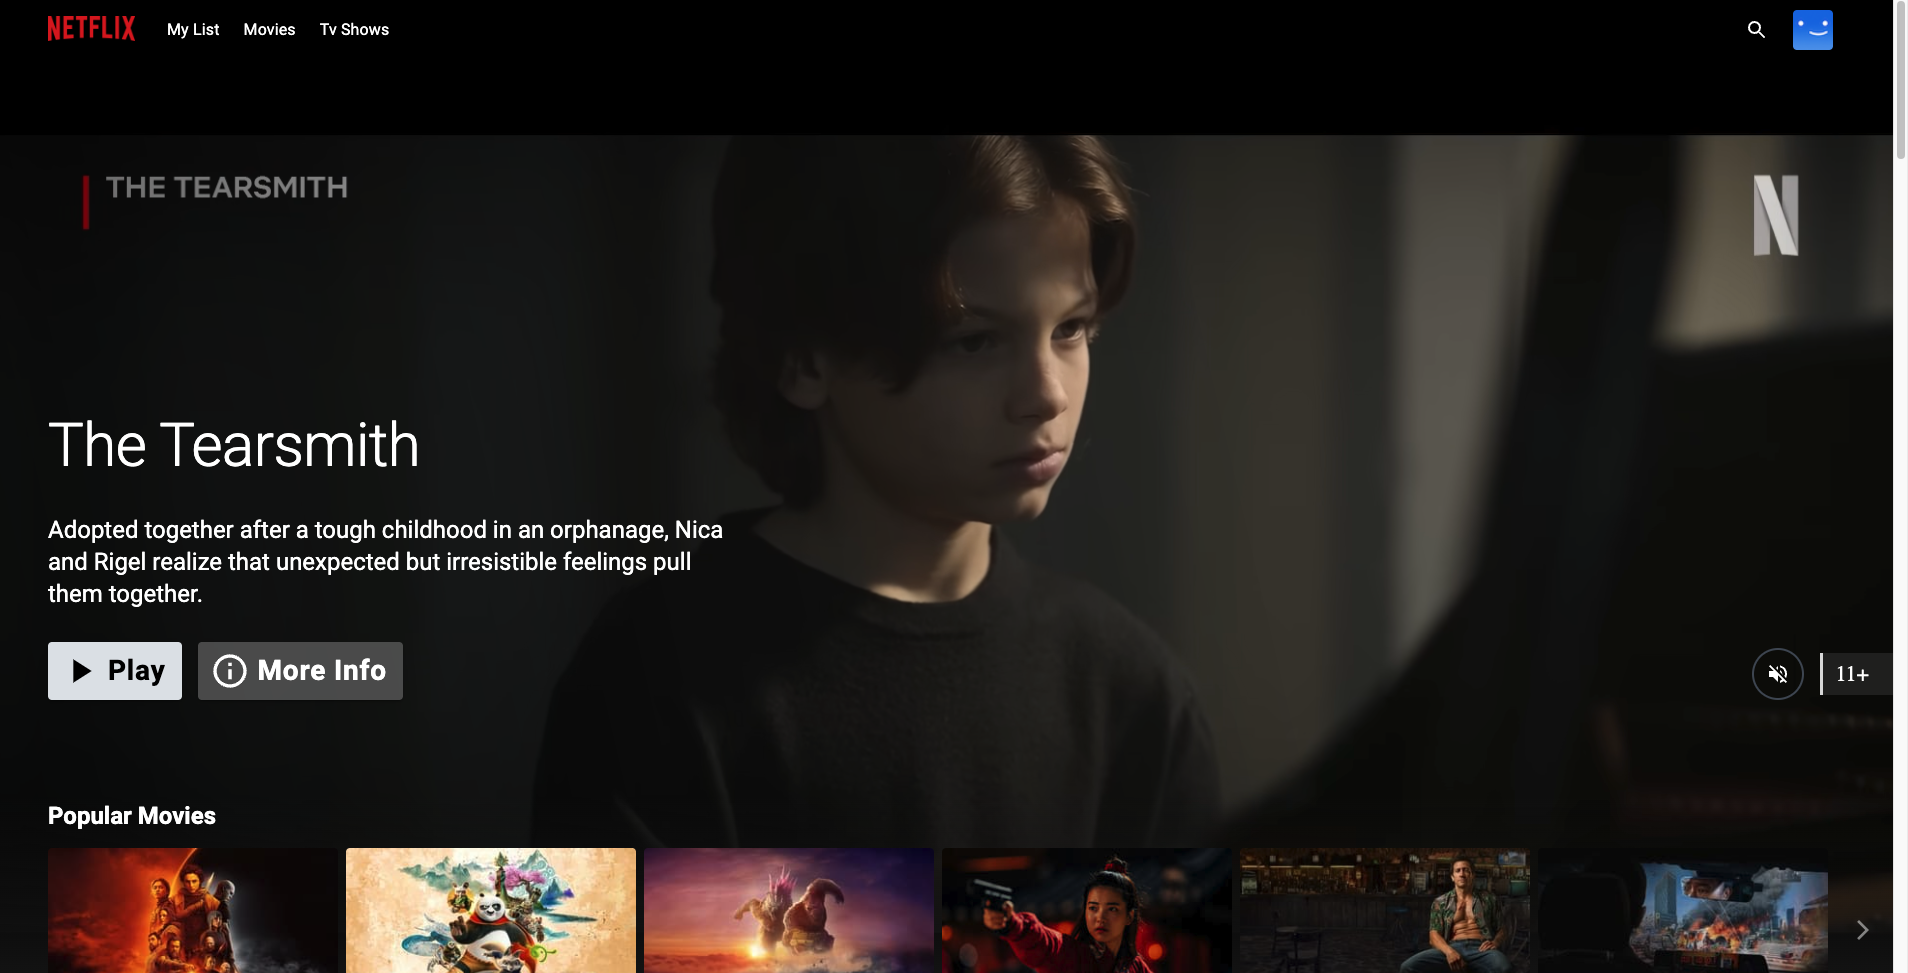 NETFLIX
My List
Movies
Tv Shows
THE TEARSMITH
N
The Tearsmith
Adopted together after a tough childhood in an orphanage, Nica
and Rigel realize that unexpected but irresistible feelings pull
them together.
Play
More Info
11+
Popular Movies